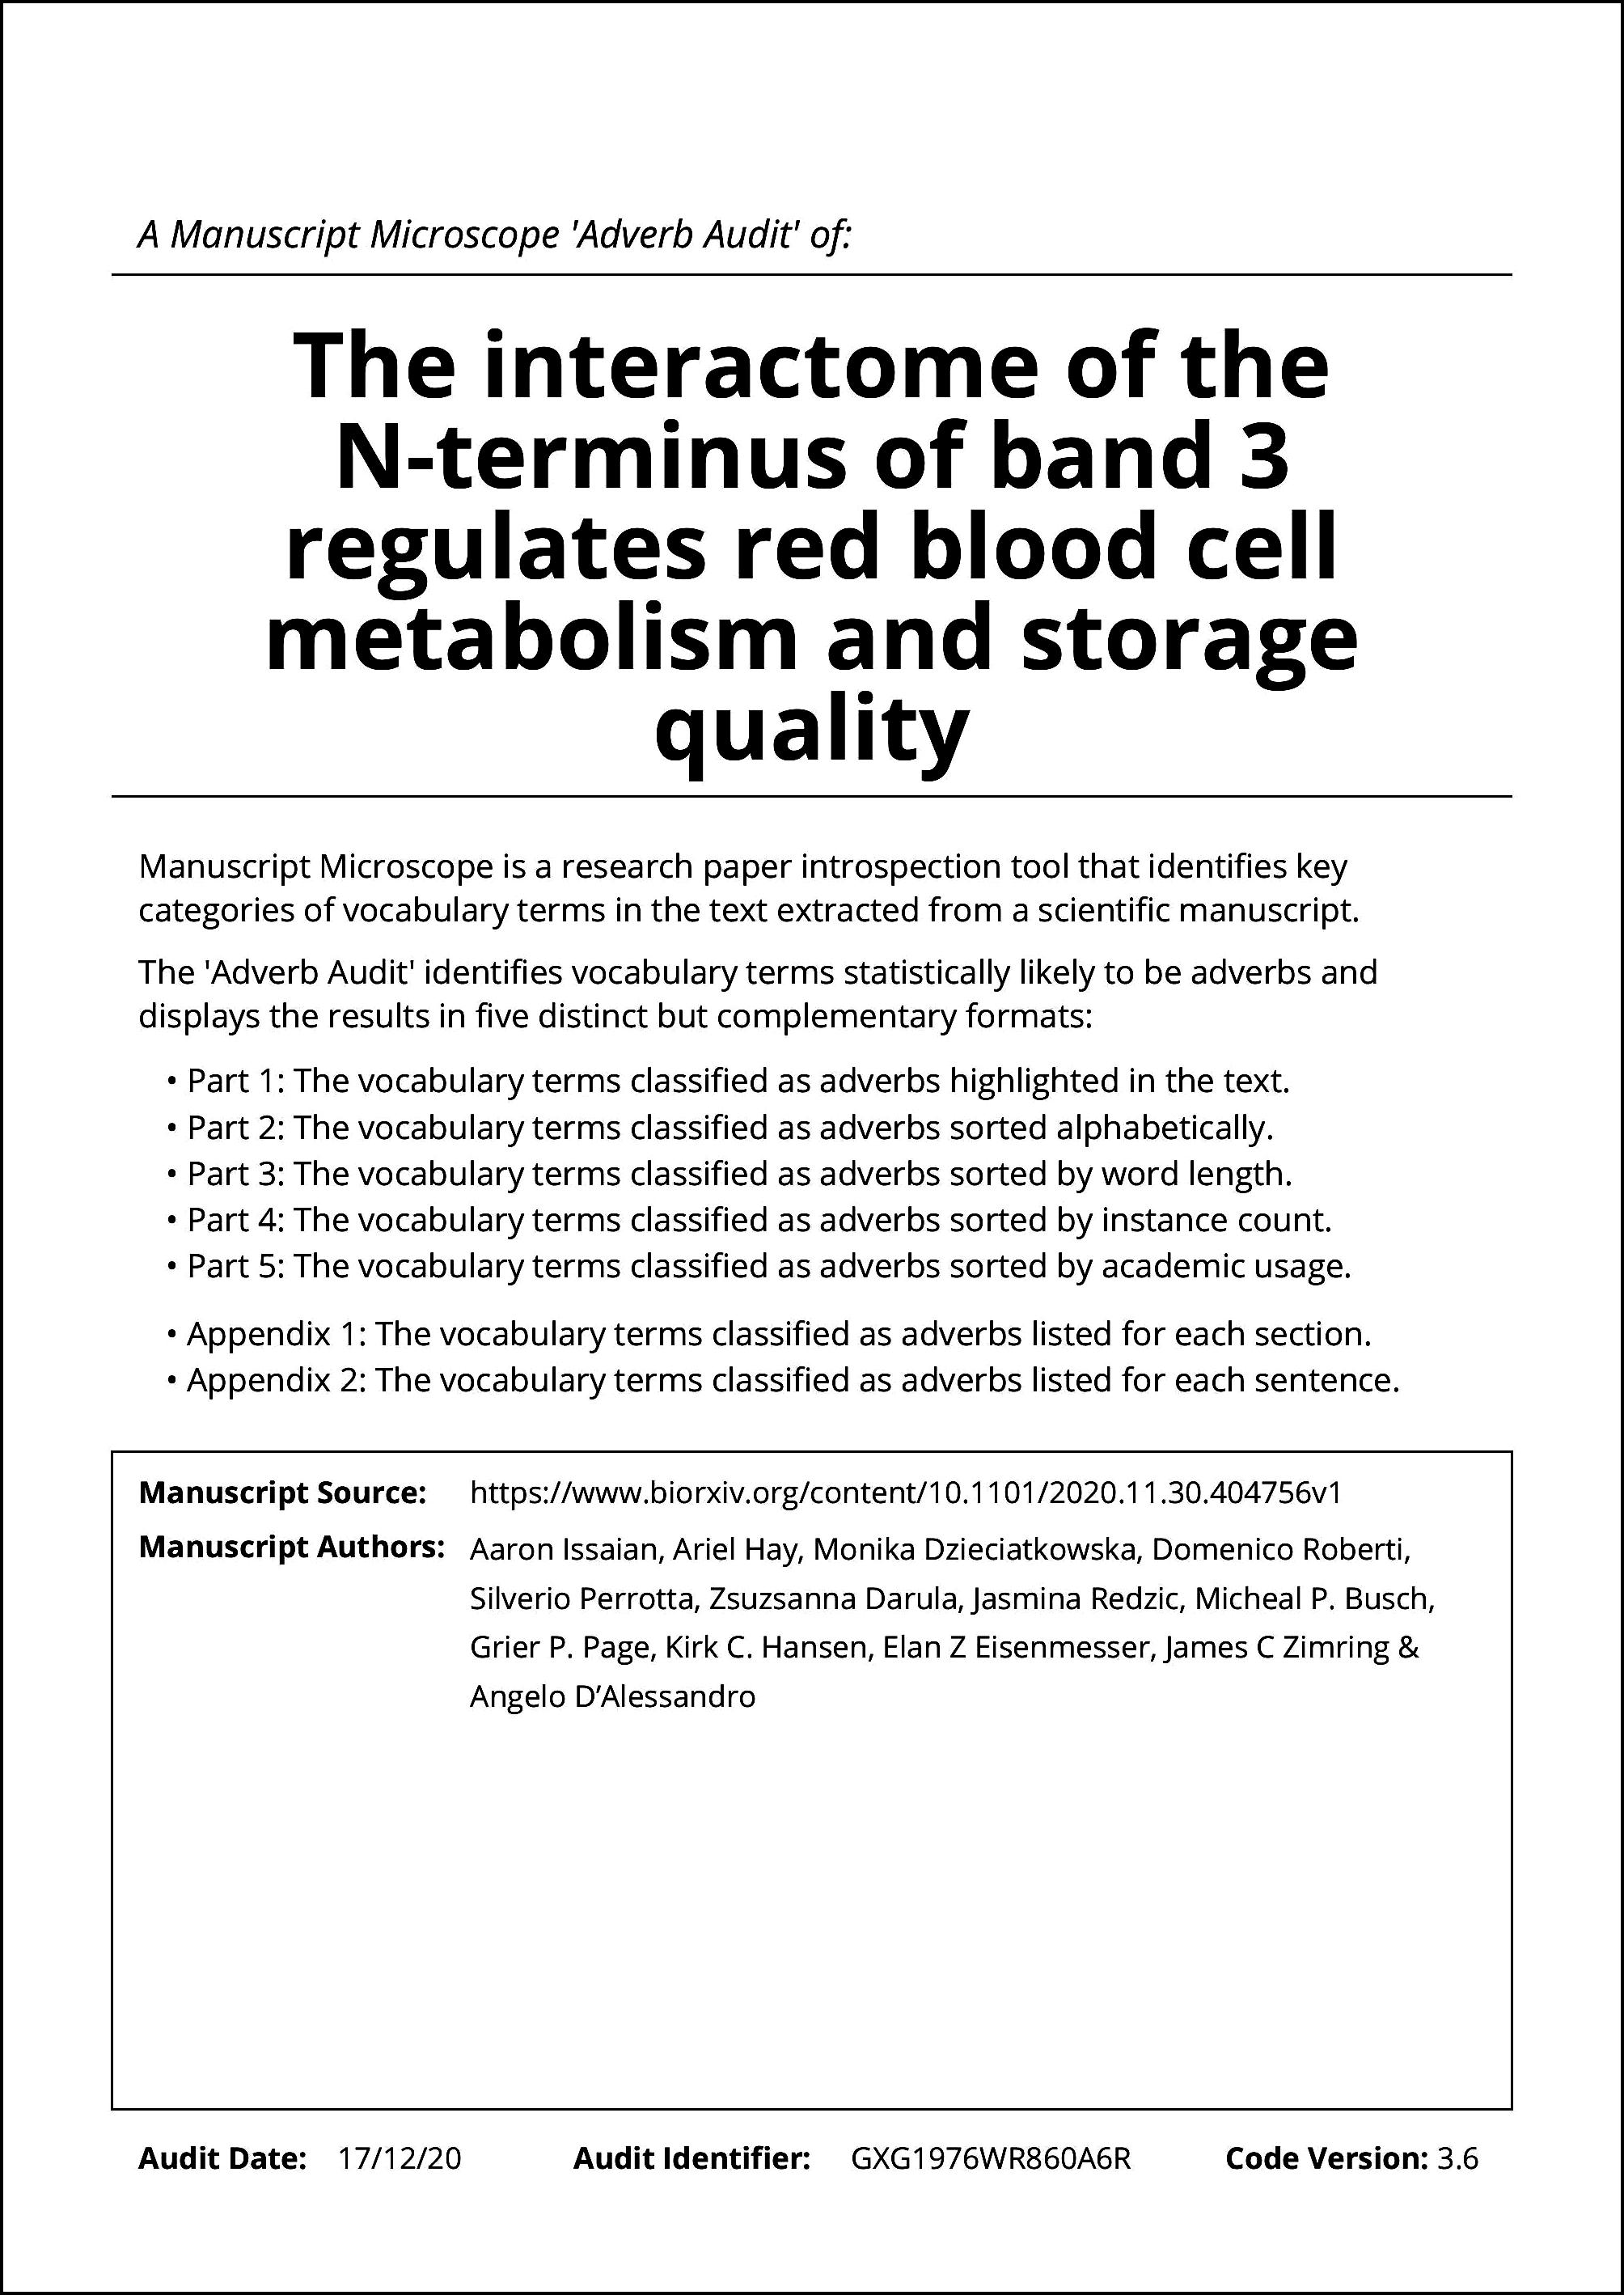 A Manuscript Microscope 'Adverb Audit' of:
The interactome of the
N-terminus of band 3
regulates red blood cell
metabolism and storage
quality
Manuscript Microscope is a research paper introspection tool that identifies key
categories of vocabulary terms in the text extracted from a scientific manuscript.
The 'Adverb Audit' identifies vocabulary terms statistically likely to be adverbs and
displays the results in five distinct but complementary formats:
• Part 1: The vocabulary terms classified as adverbs highlighted in the text.
• Part 2: The vocabulary terms classified as adverbs sorted alphabetically.
• Part 3: The vocabulary terms classified as adverbs sorted by word length.
• Part 4: The vocabulary terms classified as adverbs sorted by instance count.
• Part 5: The vocabulary terms classified as adverbs sorted by academic usage.
• Appendix 1: The vocabulary terms classified as adverbs listed for each section.
• Appendix 2: The vocabulary terms classified as adverbs listed for each sentence.
Manuscript Source: https://www.biorxiv.org/content/10.1101/2020.11.30.404756v1
Manuscript Authors: Aaron Issaian, Ariel Hay, Monika Dzieciatkowska, Domenico Roberti,
Silverio Perrotta, Zsuzsanna Darula, Jasmina Redzic, Micheal P. Busch,
Grier P. Page, Kirk C. Hansen, Elan Z Eisenmesser, James C Zimring &
Angelo D’Alessandro
Audit Date: 17/12/20 Audit Identifier: GXG1976WR860A6R Code Version: 3.6